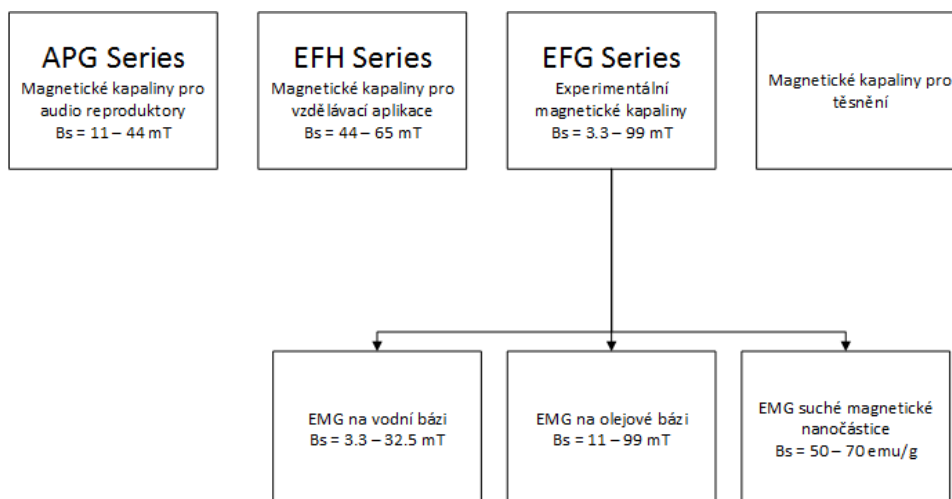 APG Series
Magnetické kapaliny pro
audio reproduktory
Bs = 11 – 44 mT
EFH Series
Magnetické kapaliny pro
vzdělávací aplikace
Bs = 44 – 65 mT
EFG Series
Experimentální
magnetické kapaliny
Bs = 3.3 – 99 mT
Magnetické kapaliny pro
těsnění
EMG na vodní bázi
Bs = 3.3 – 32.5 mT
EMG na olejové bázi
Bs = 11 – 99 mT
EMG suché magnetické
nanočástice
Bs = 50 – 70 emu/g